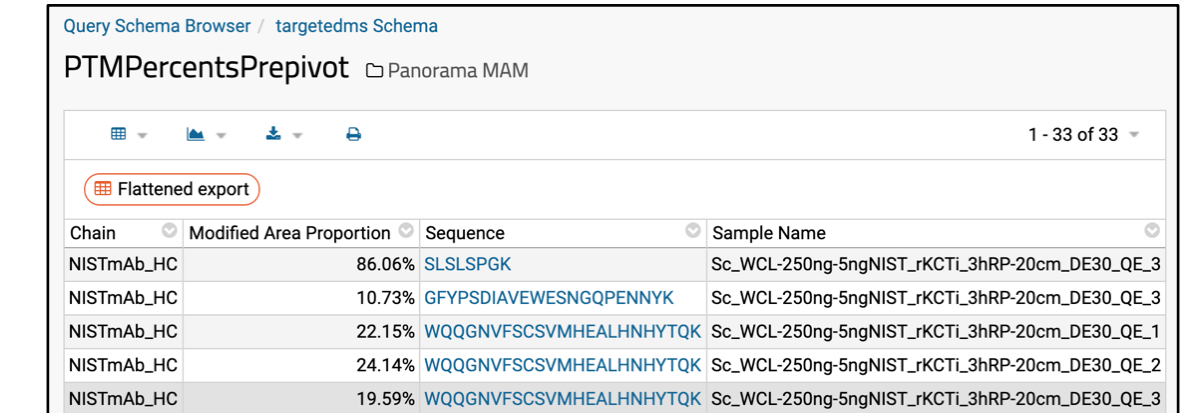 Query Schema Browser / targetedms Schema
PTMPercentsPrepivot Panorama MAM
1 - 33 of 33
Flattened export
Chain Modified Area Proportion Sequence Sample Name
NISTmAb_HC 86.06% SLSLSPGK Sc_WCL-250ng-5ngNIST_rKCTi_3hRP-20cm_DE30_QE_3
NISTmAb_HC 10.73% GFYPSDIAVEWESNGQPENNYK Sc_WCL-250ng-5ngNIST_rKCTi_3hRP-20cm_DE30_QE_3
NISTmAb_HC 22.15% WQQGNVFSCSVMHEALHNHYTQK Sc_WCL-250ng-5ngNIST_rKCTi_3hRP-20cm_DE30_QE_1
NISTmAb_HC 24.14% WQQGNVFSCSVMHEALHNHYTQK Sc_WCL-250ng-5ngNIST_rKCTi_3hRP-20cm_DE30_QE_2
NISTmAb_HC 19.59% WQQGNVFSCSVMHEALHNHYTQK Sc_WCL-250ng-5ngNIST_rKCTi_3hRP-20cm_DE30_QE_3